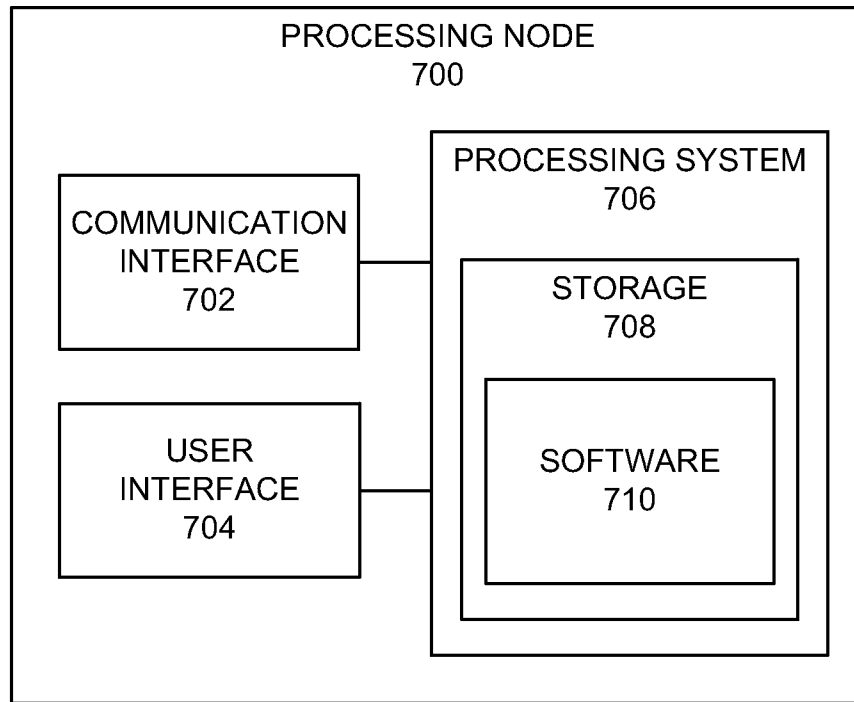 PROCESSING NODE
700
COMMUNICATION
INTERFACE
702
USER
INTERFACE
704
PROCESSING SYSTEM
706
STORAGE
708
SOFTWARE
710